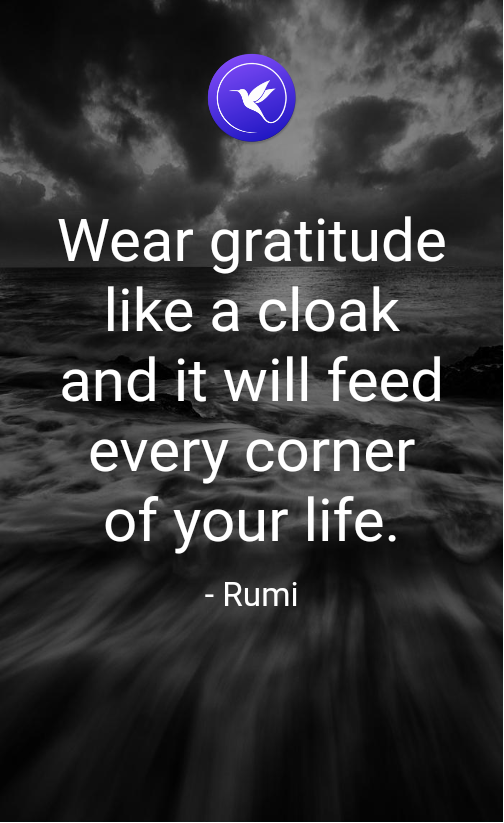 Wear gratitude
like a cloak
and it will feed
every corner
of your life.
- Rumi